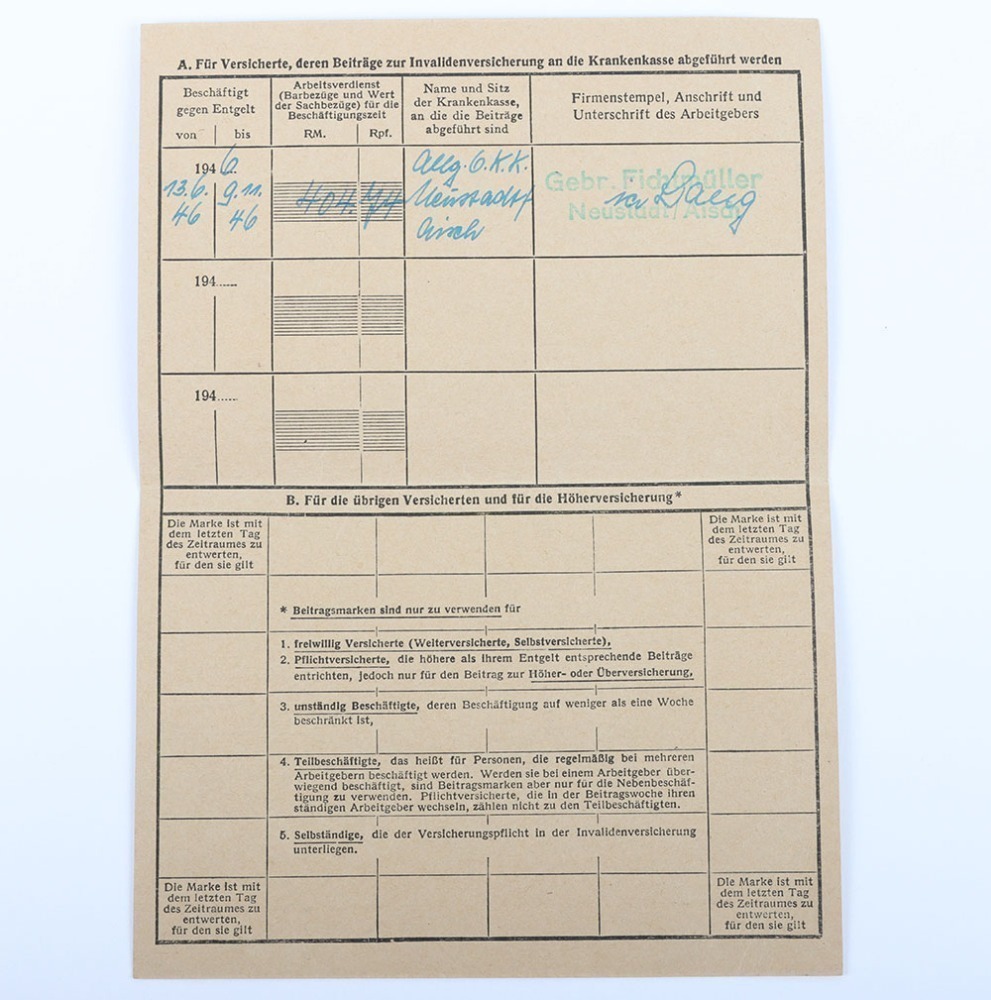 A. Für Versicherte, deren Beiträge zur Invalidenversicherung an die Krankenkasse abgeführt werden
Beschäftigt
gegen Entgelt
von bis
Arbeitsverdienst
(Barbezüge und Wert
der Sachbezüge) für die
Beschäftigungszeit
RM. Rpf.
Name und Sitz
der Krankenkasse,
an die die Beiträge
abgeführt sind
Firmenstempel, Anschrift und
Unterschrift des Arbeitgebers
194 6.
13.6. 9.11.
46 46
404. 74
Allg. O.K.K.
Neustadt/
Aisch
Gebr. Fichtmüller
Neustadt/Aisch
194......
194......
B. Für die übrigen Versicherten und für die Höherversicherung*
Die Marke ist mit
dem letzten Tag
des Zeitraumes zu
entwerten,
für den sie gilt
Die Marke ist mit
dem letzten Tag
des Zeitraumes zu
entwerten,
für den sie gilt
* Beitragsmarken sind nur zu verwenden für
1. freiwillig Versicherte (Weiterversicherte, Selbstversicherte),
2. Pflichtversicherte, die höhere als ihrem Entgelt entsprechende Beiträge
entrichten, jedoch nur für den Beitrag zur Höher- oder Überversicherung,
3. unständig Beschäftigte, deren Beschäftigung auf weniger als eine Woche
beschränkt ist,
4. Teilbeschäftigte, das heißt für Personen, die regelmäßig bei mehreren
Arbeitgebern beschäftigt werden. Werden sie bei einem Arbeitgeber über-
wiegend beschäftigt, sind Beitragsmarken aber nur für die Nebenbeschäf-
tigung zu verwenden. Pflichtversicherte, die in der Beitragswoche ihren
ständigen Arbeitgeber wechseln, zählen nicht zu den Teilbeschäftigten.
5. Selbständige, die der Versicherungspflicht in der Invalidenversicherung
unterliegen.
Die Marke ist mit
dem letzten Tag
des Zeitraumes zu
entwerten,
für den sie gilt
Die Marke ist mit
dem letzten Tag
des Zeitraumes zu
entwerten,
für den sie gilt